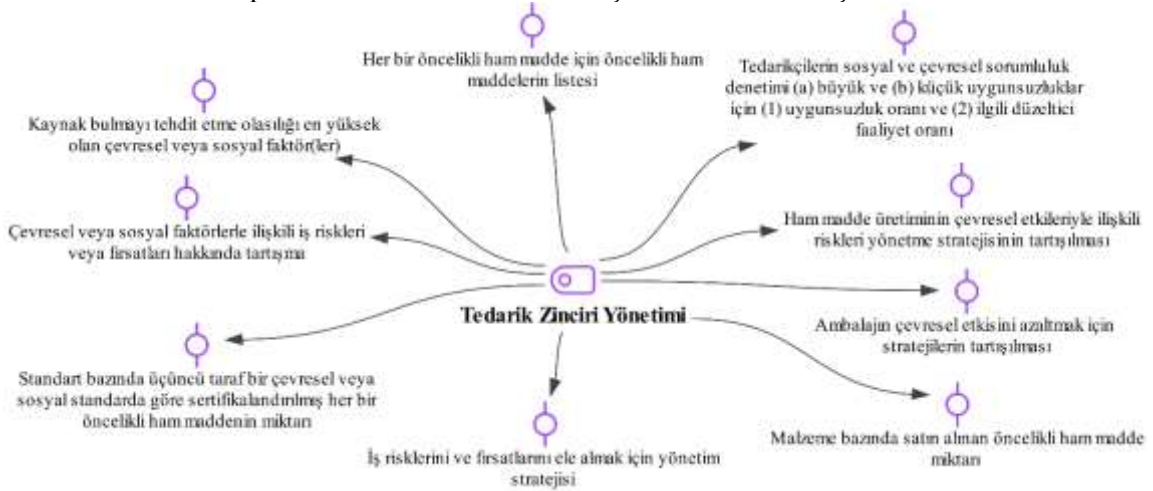 Her bir öncelikli ham madde için öncelikli ham
maddelerin listesi
Tedarikçilerin sosyal ve çevresel sorumluluk
denetimi (a) büyük ve (b) küçük uygunsuzluklar
için (1) uygunsuzluk oranı ve (2) ilgili düzeltici
faaliyet oranı
Kaynak bulmayı tehdit etme olasılığı en yüksek
olan çevresel veya sosyal faktör(ler)
Çevresel veya sosyal faktörlerle ilişkili iş riskleri
veya fırsatları hakkında tartışma
Ham madde üretiminin çevresel etkileriyle ilişkili
riskleri yönetme stratejisinin tartışılması
Tedarik Zinciri Yönetimi
Ambalajın çevresel etkisini azaltmak için
stratejilerin tartışılması
Standart bazında üçüncü taraf bir çevresel veya
sosyal standarda göre sertifikalandırılmış her bir
öncelikli ham maddenin miktarı
İş risklerini ve fırsatlarını ele almak için yönetim
stratejisi
Malzeme bazında satın alınan öncelikli ham madde
miktarı